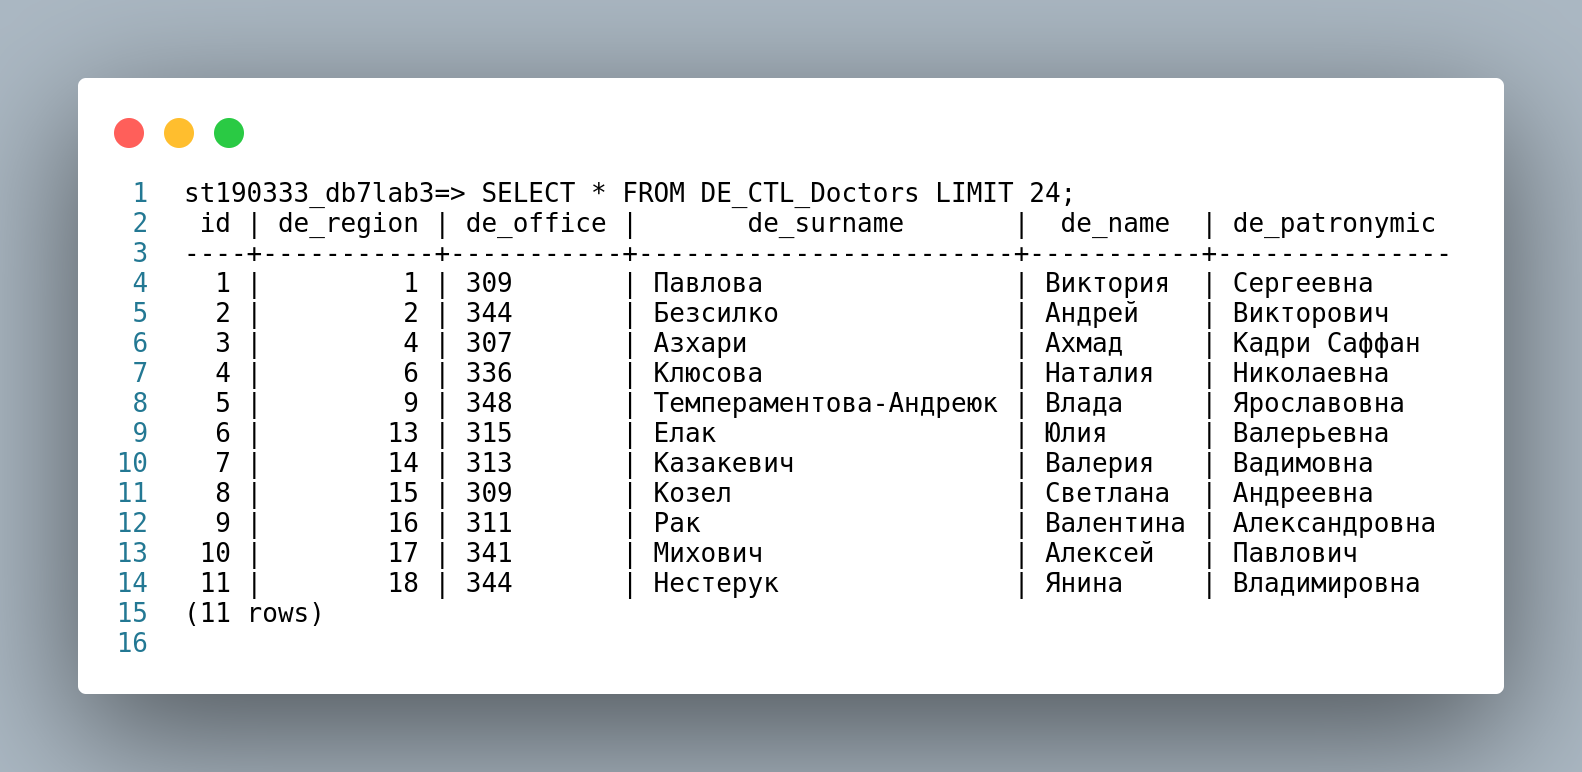 1 st190333_db7lab3=> SELECT * FROM DE_CTL_Doctors LIMIT 24;
2  id | de_region | de_office |       de_surname       |  de_name  | de_patronymic
3 ----+-----------+-----------+------------------------+-----------+---------------
4   1 |         1 | 309       | Павлова                | Виктория  | Сергеевна
5   2 |         2 | 344       | Безсилко               | Андрей    | Викторович
6   3 |         4 | 307       | Азхари                 | Ахмад     | Кадри Саффан
7   4 |         6 | 336       | Клюсова                | Наталия   | Николаевна
8   5 |         9 | 348       | Темпераментова-Андреюк | Влада     | Ярославовна
9   6 |        13 | 315       | Елак                   | Юлия      | Валерьевна
10   7 |        14 | 313       | Казакевич              | Валерия   | Вадимовна
11   8 |        15 | 309       | Козел                  | Светлана  | Андреевна
12   9 |        16 | 311       | Рак                    | Валентина | Александровна
13  10 |        17 | 341       | Михович                | Алексей   | Павлович
14  11 |        18 | 344       | Нестерук               | Янина     | Владимировна
15 (11 rows)
16